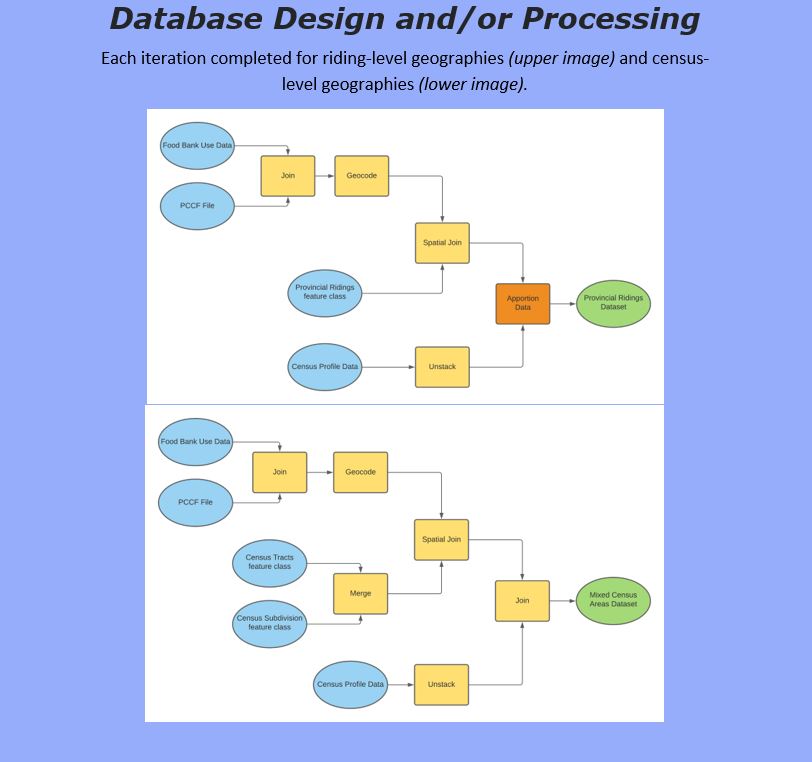 Database Design and/or Processing
Each iteration completed for riding-level geographies (upper image) and census-
level geographies (lower image).
Food Bank Use Data
Join
Geocode
PCCF File
Spatial Join
Provincial Ridings
feature class
Apportion
Data
Provincial Ridings
Dataset
Census Profile Data
Unstack
Food Bank Use Data
Join
Geocode
PCCF File
Spatial Join
Census Tracts
feature class
Merge
Census Subdivision
feature class
Join
Mixed Census
Areas Dataset
Census Profile Data
Unstack